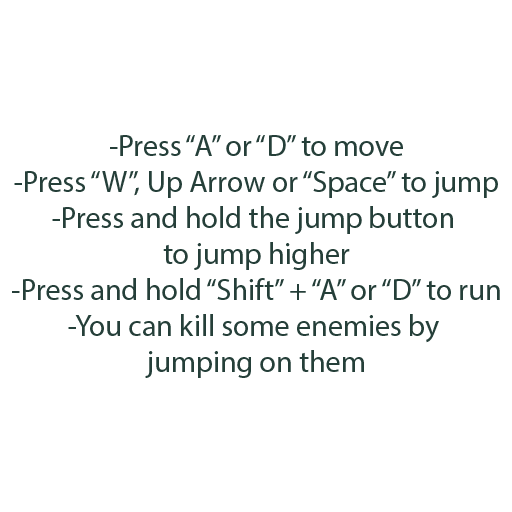 -Press “A” or “D” to move
-Press “W”, Up Arrow or “Space” to jump
-Press and hold the jump button
to jump higher
-Press and hold “Shift” + “A” or “D” to run
-You can kill some enemies by
jumping on them